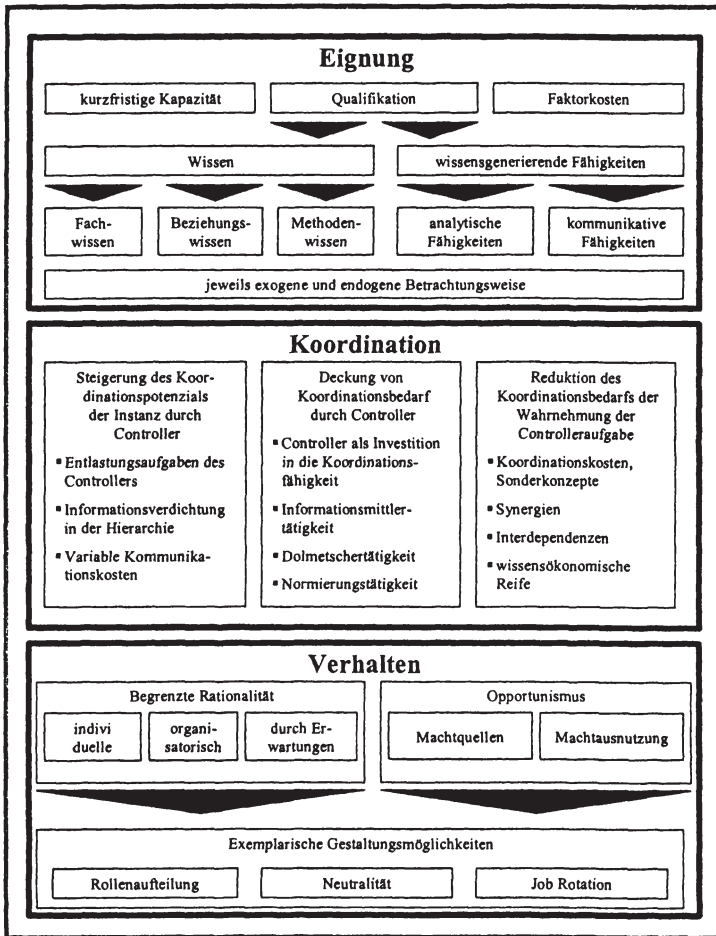 Eignung
kurzfristige Kapazität
Qualifikation
Faktorkosten
Wissen
wissensgenerierende Fähigkeiten
Fach-
wissen
Beziehungs-
wissen
Methoden-
wissen
analytische
Fähigkeiten
kommunikative
Fähigkeiten
jeweils exogene und endogene Betrachtungsweise
Koordination
Steigerung des Koor-
dinationspotenzials
der Instanz durch
Controller
▪ Entlastungsaufgaben des
Controllers
▪ Informationsverdichtung
in der Hierarchie
▪ Variable Kommunika-
tionskosten
Deckung von
Koordinationsbedarf
durch Controller
▪ Controller als Investition
in die Koordinations-
fähigkeit
▪ Informationsmittler-
tätigkeit
▪ Dolmetschertätigkeit
▪ Normierungstätigkeit
Reduktion des
Koordinationsbedarfs der
Wahrnehmung der
Controlleraufgabe
▪ Koordinationskosten,
Sonderkonzepte
▪ Synergien
▪ Interdependenzen
▪ wissensökonomische
Reife
Verhalten
Begrenzte Rationalität
indivi
duelle
organi-
satorisch
durch Er-
wartungen
Opportunismus
Machtquellen
Machtausnutzung
Exemplarische Gestaltungsmöglichkeiten
Rollenaufteilung
Neutralität
Job Rotation